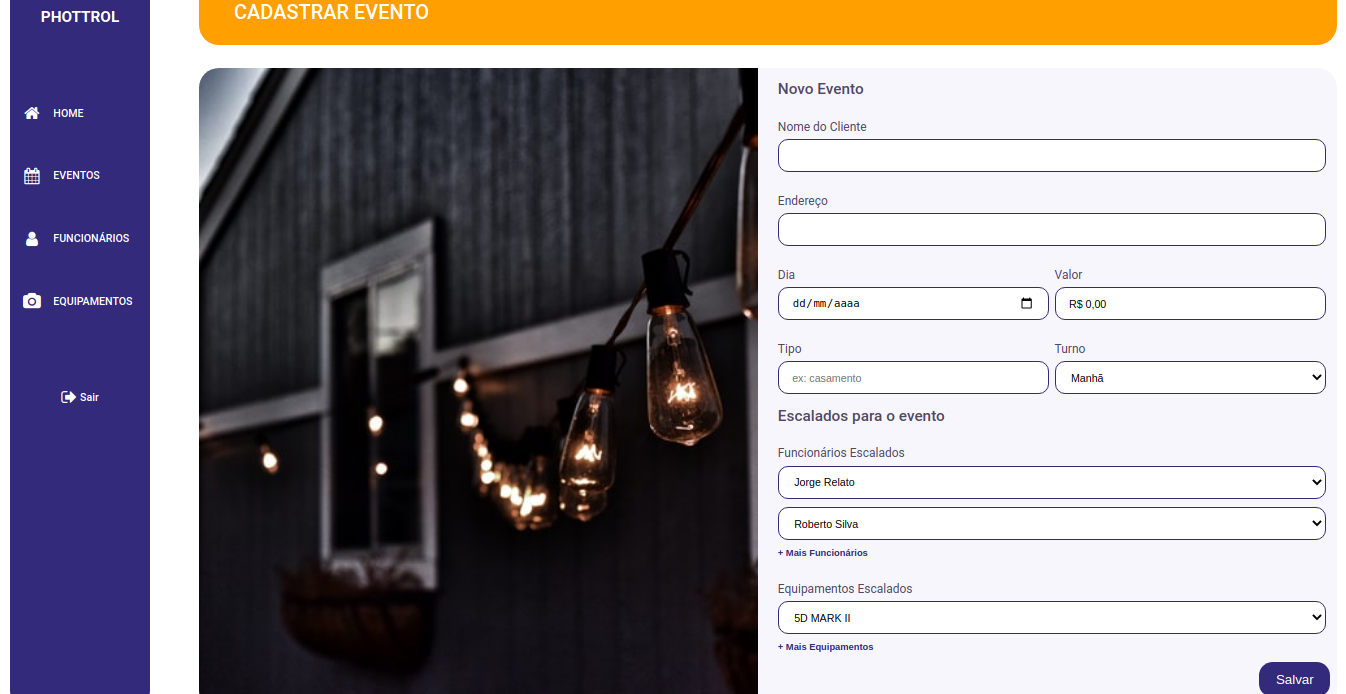 PHOTTROL
HOME
EVENTOS
FUNCIONÁRIOS
EQUIPAMENTOS
Sair
CADASTRAR EVENTO
Novo Evento
Nome do Cliente
Endereço
Dia
Valor
dd/mm/aaaa
R$ 0,00
Tipo
Turno
ex: casamento
Manhã
Escalados para o evento
Funcionários Escalados
Jorge Relato
Roberto Silva
+ Mais Funcionários
Equipamentos Escalados
5D MARK II
+ Mais Equipamentos
Salvar